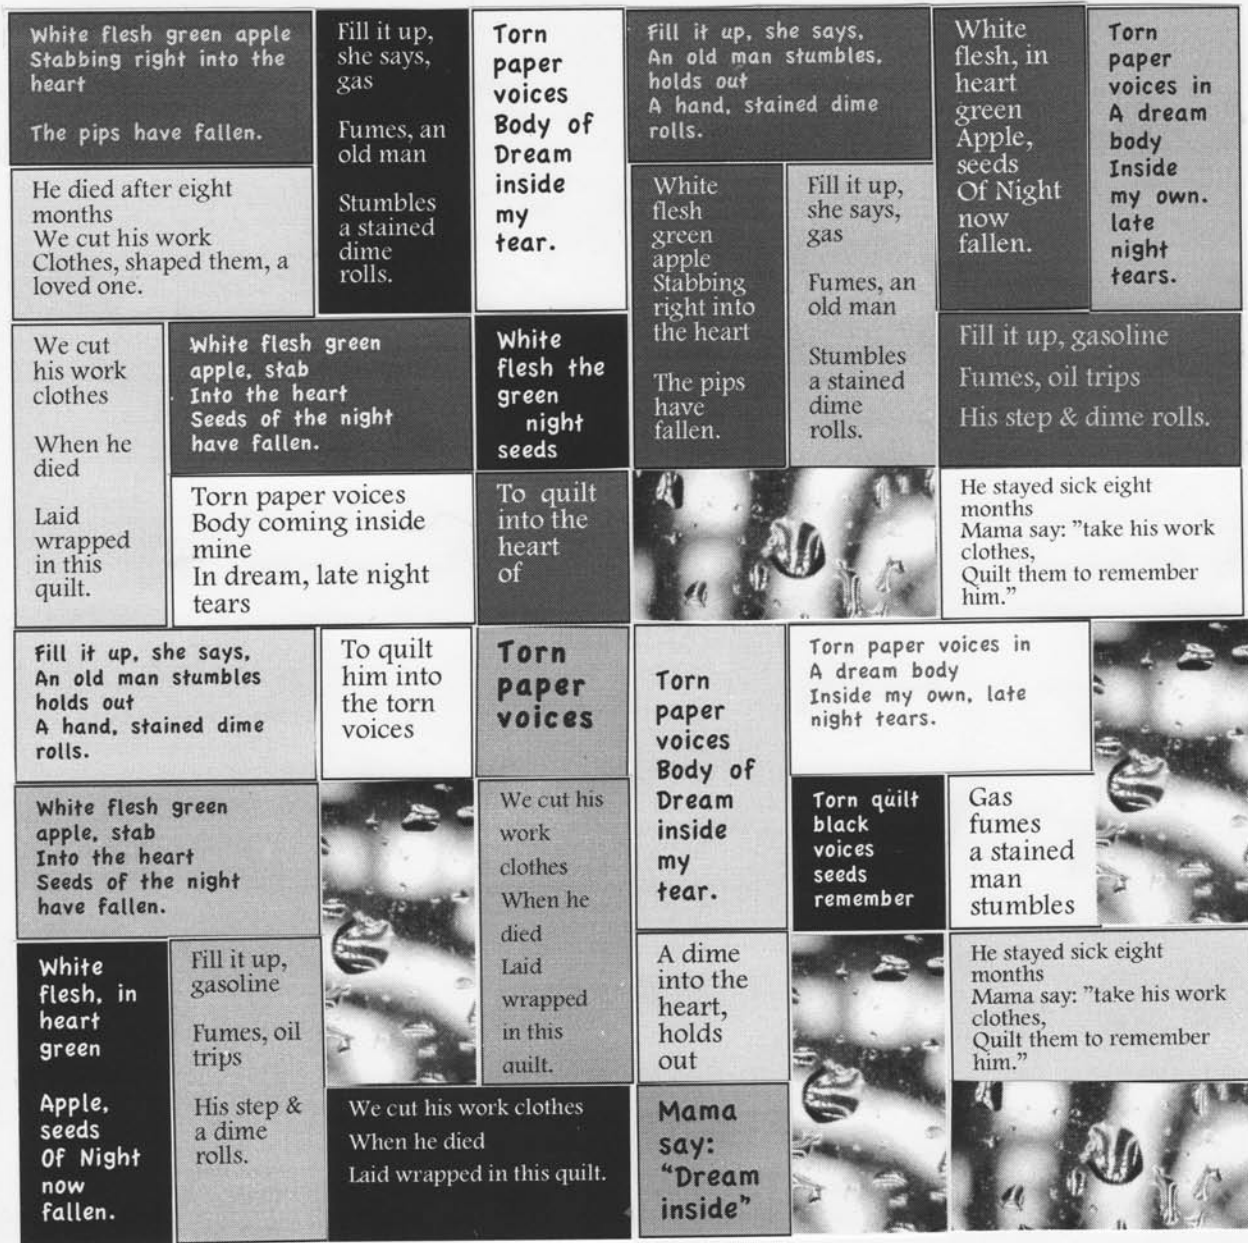 White flesh green apple
Stabbing right into the
heart
The pips have fallen.
Fill it up,
she says,
gas
Fumes, an
old man
Stumbles
a stained
dime
rolls.
Torn
paper
voices
Body of
Dream
inside
my
tear.
Fill it up, she says,
An old man stumbles,
holds out
A hand, stained dime
rolls.
White
flesh, in
heart
green
Apple,
seeds
Of Night
now
fallen.
Torn
paper
voices in
A dream
body
Inside
my own.
late
night
tears.
He died after eight
months
We cut his work
Clothes, shaped them, a
loved one.
White
flesh
green
apple
Stabbing
right into
the heart
The pips
have
fallen.
Fill it up,
she says,
gas
Fumes, an
old man
Stumbles
a stained
dime
rolls.
We cut
his work
clothes
When he
died
Laid
wrapped
in this
quilt.
White flesh green
apple, stab
Into the heart
Seeds of the night
have fallen.
White
flesh the
green
night
seeds
Fill it up, gasoline
Fumes, oil trips
His step & dime rolls.
Torn paper voices
Body coming inside
mine
In dream, late night
tears
To quilt
into the
heart
of
He stayed sick eight
months
Mama say: "take his work
clothes,
Quilt them to remember
him."
Fill it up, she says,
An old man stumbles
holds out
A hand, stained dime
rolls.
To quilt
him into
the torn
voices
Torn
paper
voices
Torn
paper
voices
Body of
Dream
inside
my
tear.
Torn paper voices in
A dream body
Inside my own, late
night tears.
White flesh green
apple, stab
Into the heart
Seeds of the night
have fallen.
We cut his
work
clothes
When he
died
Laid
wrapped
in this
quilt.
Torn quilt
black
voices
seeds
remember
Gas
fumes
a stained
man
stumbles
White
flesh, in
heart
green
Apple,
seeds
Of Night
now
fallen.
Fill it up,
gasoline
Fumes, oil
trips
His step &
a dime
rolls.
A dime
into the
heart,
holds
out
He stayed sick eight
months
Mama say: "take his work
clothes,
Quilt them to remember
him."
We cut his work clothes
When he died
Laid wrapped in this quilt.
Mama
say:
"Dream
inside"